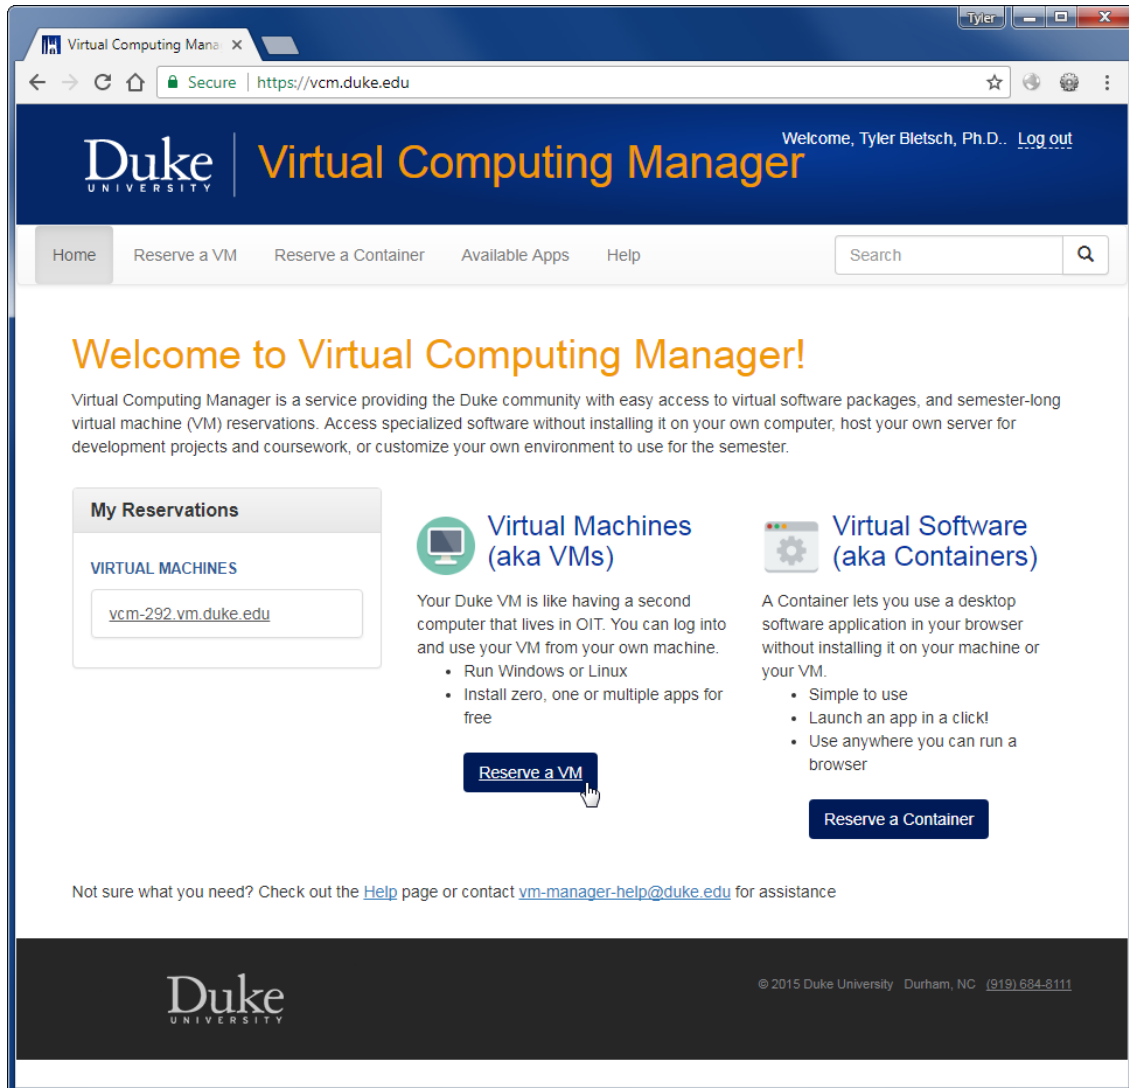 Tyler
Virtual Computing Mana
Secure https://vcm.duke.edu
Duke
UNIVERSITY
Virtual Computing Manager
Welcome, Tyler Bletsch, Ph.D.. Log out
Home Reserve a VM Reserve a Container Available Apps Help Search
Welcome to Virtual Computing Manager!
Virtual Computing Manager is a service providing the Duke community with easy access to virtual software packages, and semester-long
virtual machine (VM) reservations. Access specialized software without installing it on your own computer, host your own server for
development projects and coursework, or customize your own environment to use for the semester.
My Reservations
VIRTUAL MACHINES
vcm-292.vm.duke.edu
Virtual Machines
(aka VMs)
Your Duke VM is like having a second
computer that lives in OIT. You can log into
and use your VM from your own machine.
• Run Windows or Linux
• Install zero, one or multiple apps for
free
Reserve a VM
Virtual Software
(aka Containers)
A Container lets you use a desktop
software application in your browser
without installing it on your machine or
your VM.
• Simple to use
• Launch an app in a click!
• Use anywhere you can run a
browser
Reserve a Container
Not sure what you need? Check out the Help page or contact vm-manager-help@duke.edu for assistance
Duke
UNIVERSITY
© 2015 Duke University Durham, NC (919) 684-8111